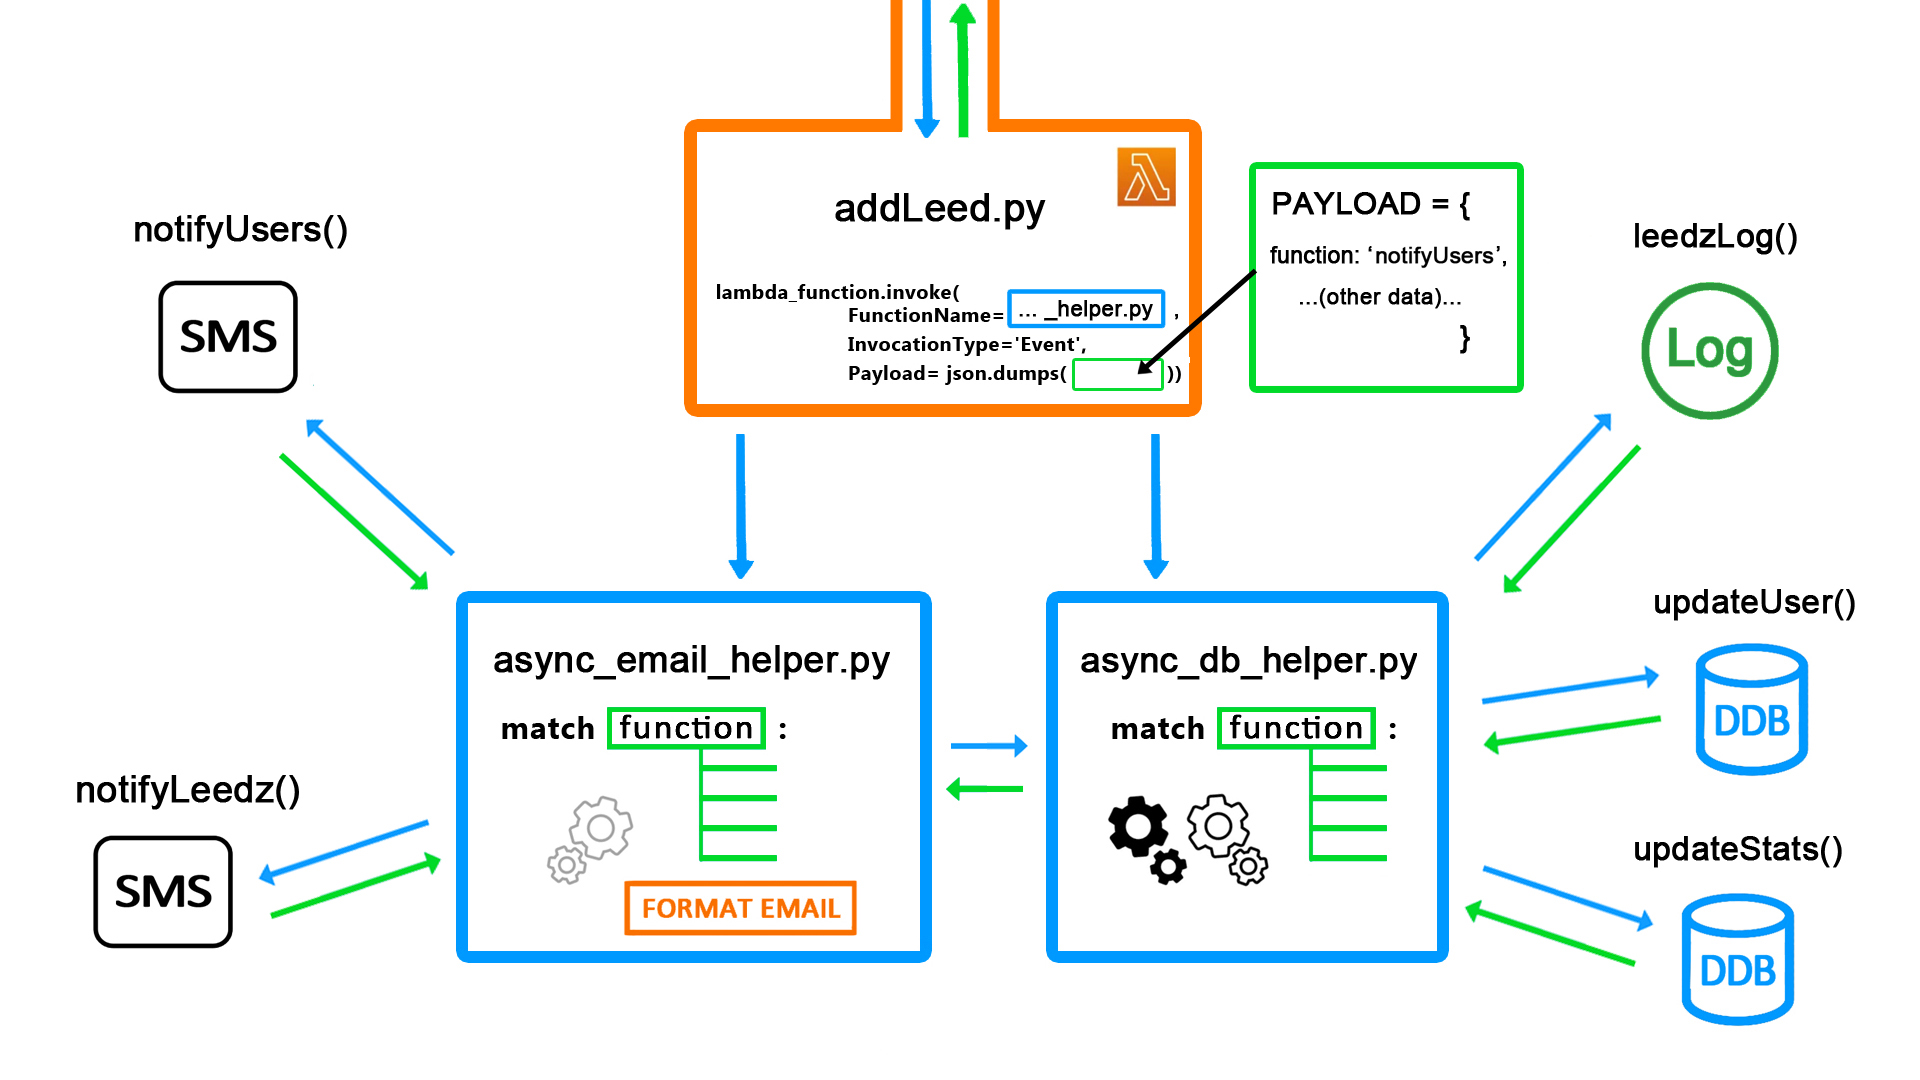 addLeed.py
lambda_function.invoke(
FunctionName= ... _helper.py ,
InvocationType='Event',
Payload= json.dumps( ))
PAYLOAD = {
function: ‘notifyUsers’,
...(other data)...
}
notifyUsers()
SMS
leedzLog()
Log
async_email_helper.py
match function :
FORMAT EMAIL
async_db_helper.py
match function :
notifyLeedz()
SMS
updateUser()
DDB
updateStats()
DDB